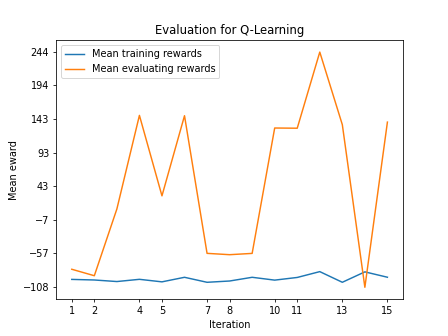 Evaluation for Q-Learning
Mean training rewards
Mean evaluating rewards
244
194
143
93
43
−7
−57
−108
Mean eward
1 2 4 5 7 8 10 11 13 15
Iteration